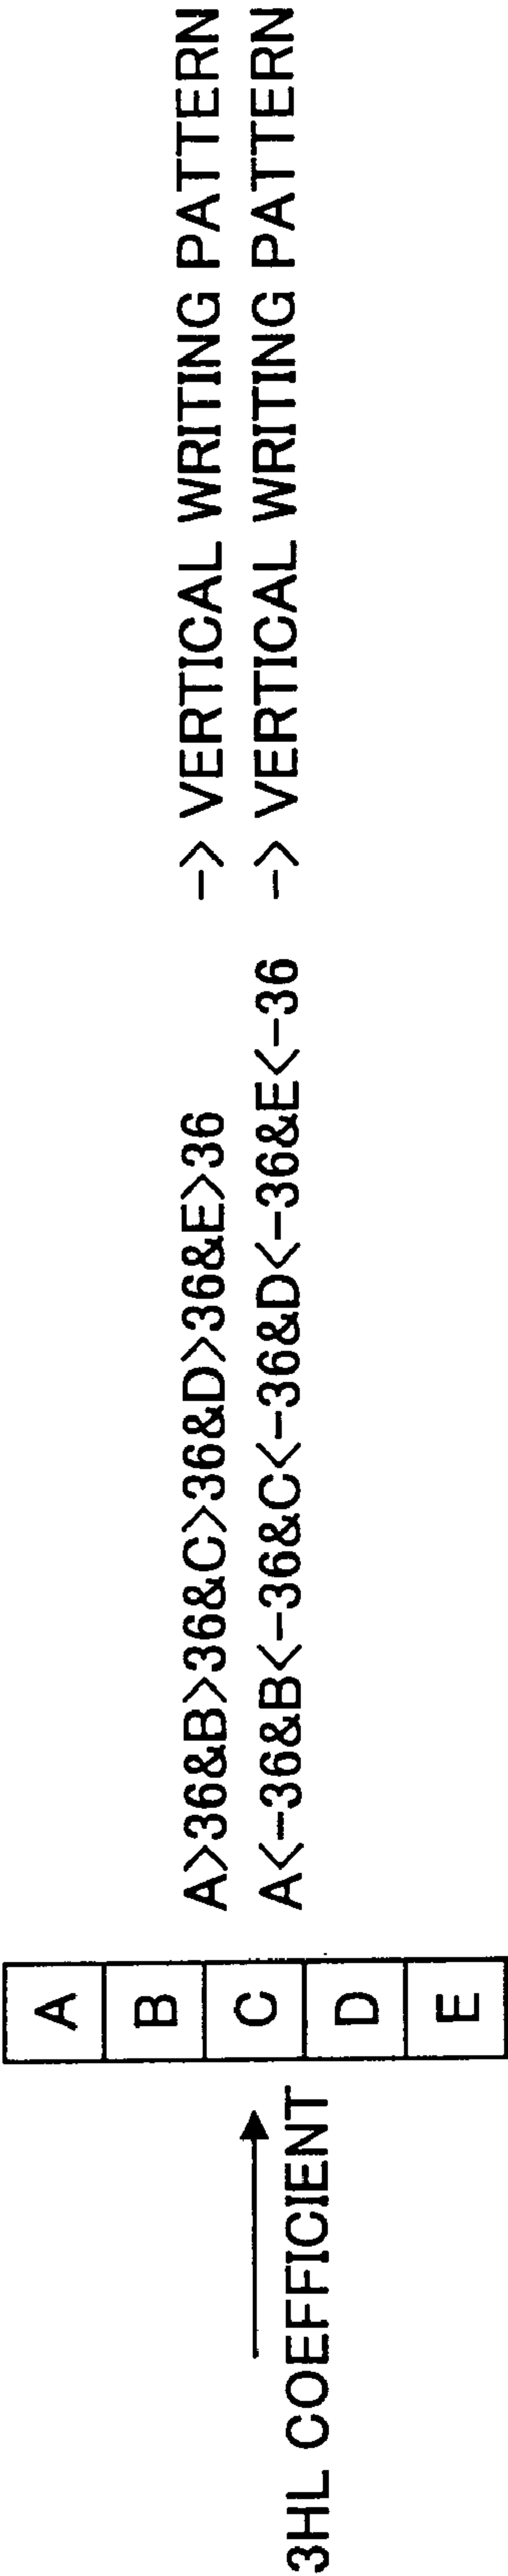 3HL COEFFICIENT
A
B
C
D
E
A>36&B>36&C>36&D>36&E>36 -> VERTICAL WRITING PATTERN
A<-36&B<-36&C<-36&D<-36&E<-36 -> VERTICAL WRITING PATTERN